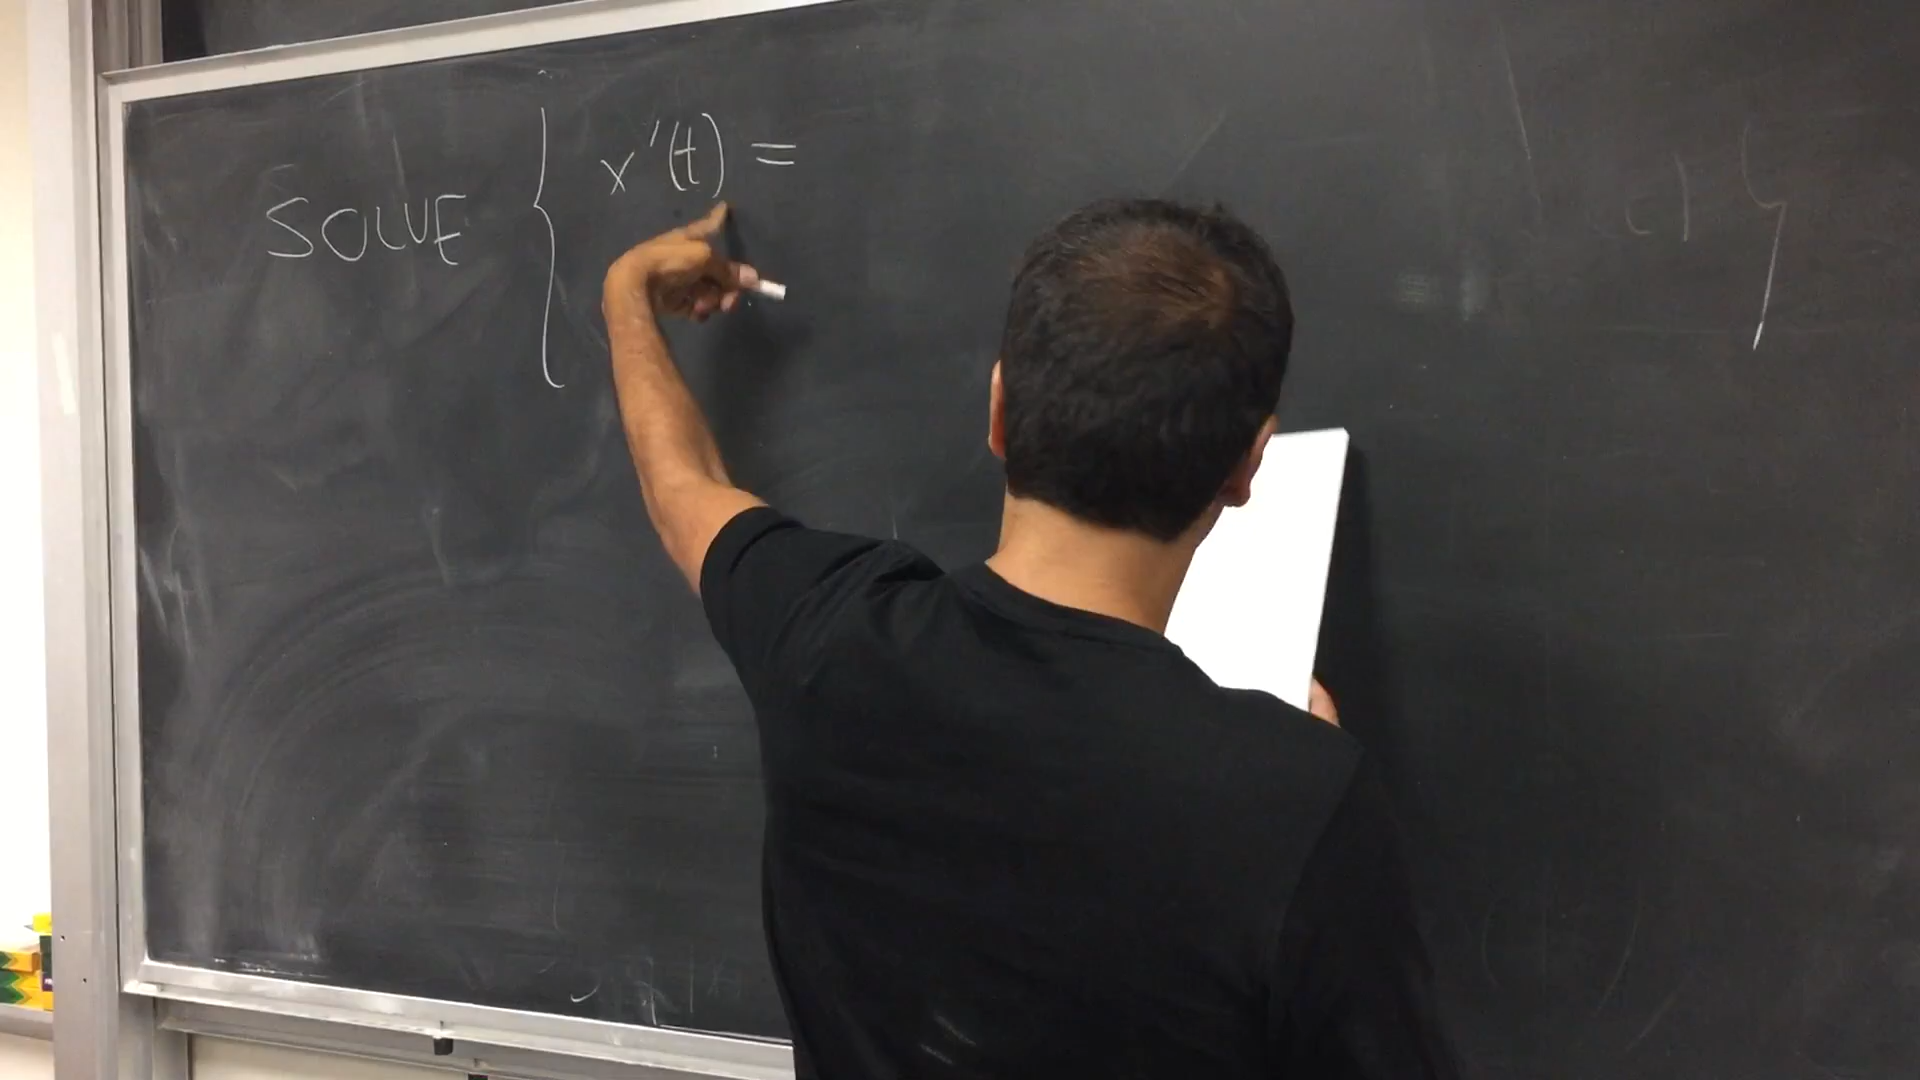 SOLVE { x'(t) =